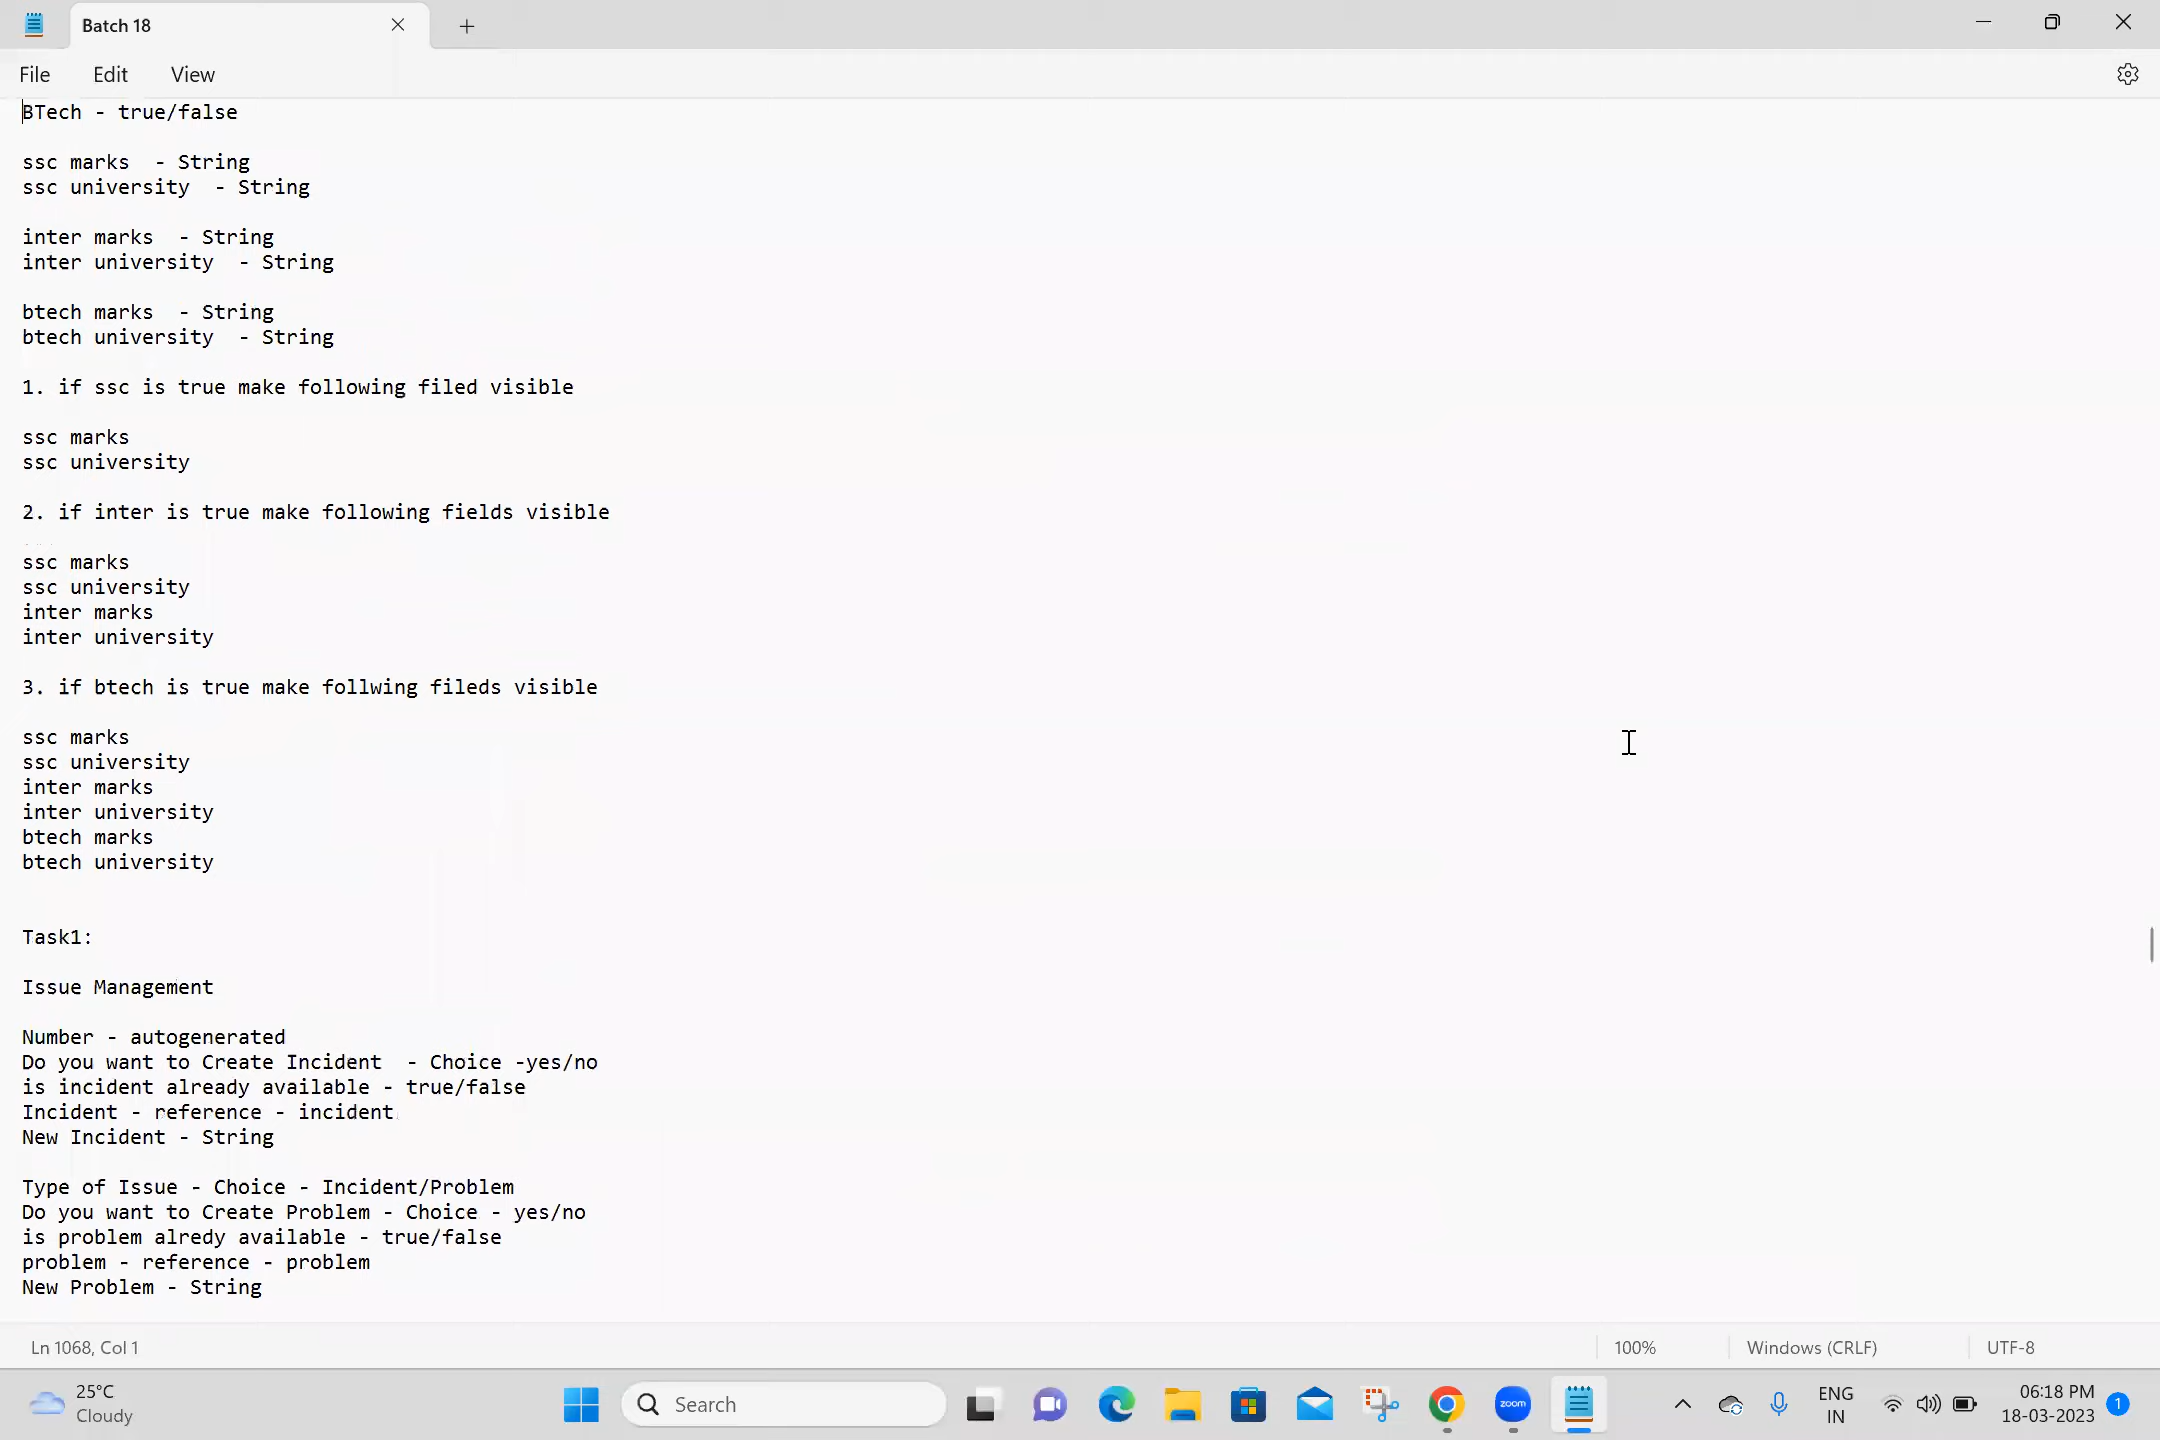 Batch 18
File Edit View
BTech - true/false
ssc marks  - String
ssc university  - String
inter marks  - String
inter university  - String
btech marks  - String
btech university  - String
1. if ssc is true make following filed visible
ssc marks
ssc university
2. if inter is true make following fields visible
ssc marks
ssc university
inter marks
inter university
3. if btech is true make follwing fileds visible
ssc marks
ssc university
inter marks
inter university
btech marks
btech university
Task1:
Issue Management
Number - autogenerated
Do you want to Create Incident  - Choice -yes/no
is incident already available - true/false
Incident - reference - incident
New Incident - String
Type of Issue - Choice - Incident/Problem
Do you want to Create Problem - Choice - yes/no
is problem alredy available - true/false
problem - reference - problem
New Problem - String
Ln 1068, Col 1 100% Windows (CRLF) UTF-8
25°C
Cloudy
Search
zoom
ENG
IN
06:18 PM
18-03-2023
1